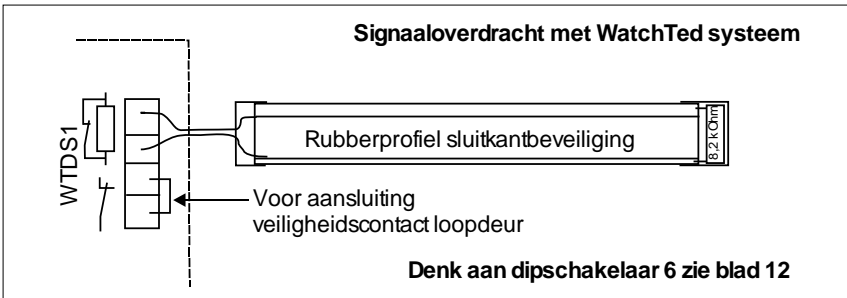 Signaaloverdracht met WatchTed systeem
WTDS1
Rubberprofiel sluitkantbeveiliging
8,2 kOhm
Voor aansluiting
veiligheidscontact loopdeur
Denk aan dipschakelaar 6 zie blad 12